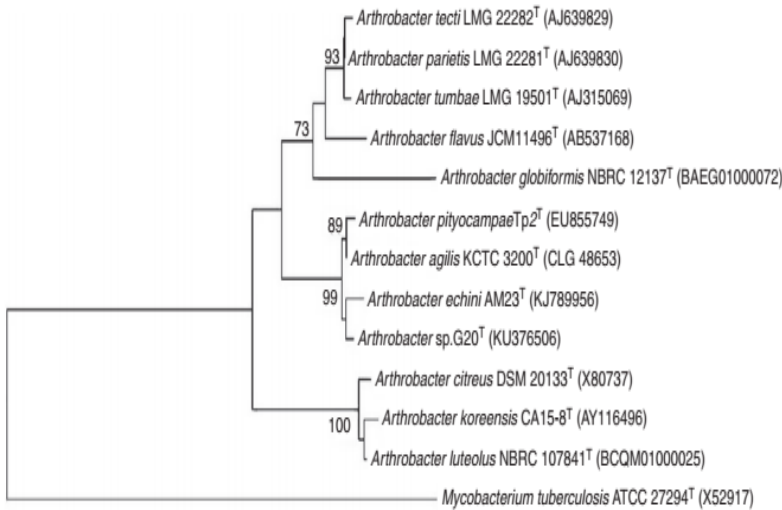 Arthrobacter tecti LMG 22282ᵀ (AJ639829)
93 Arthrobacter parietis LMG 22281ᵀ (AJ639830)
Arthrobacter tumbae LMG 19501ᵀ (AJ315069)
73
Arthrobacter flavus JCM11496ᵀ (AB537168)
Arthrobacter globiformis NBRC 12137ᵀ (BAEG01000072)
89 Arthrobacter pityocampaeTp2ᵀ (EU855749)
Arthrobacter agilis KCTC 3200ᵀ (CLG 48653)
99 Arthrobacter echini AM23ᵀ (KJ789956)
Arthrobacter sp.G20ᵀ (KU376506)
Arthrobacter citreus DSM 20133ᵀ (X80737)
100 Arthrobacter koreensis CA15-8ᵀ (AY116496)
Arthrobacter luteolus NBRC 107841ᵀ (BCQM01000025)
Mycobacterium tuberculosis ATCC 27294ᵀ (X52917)